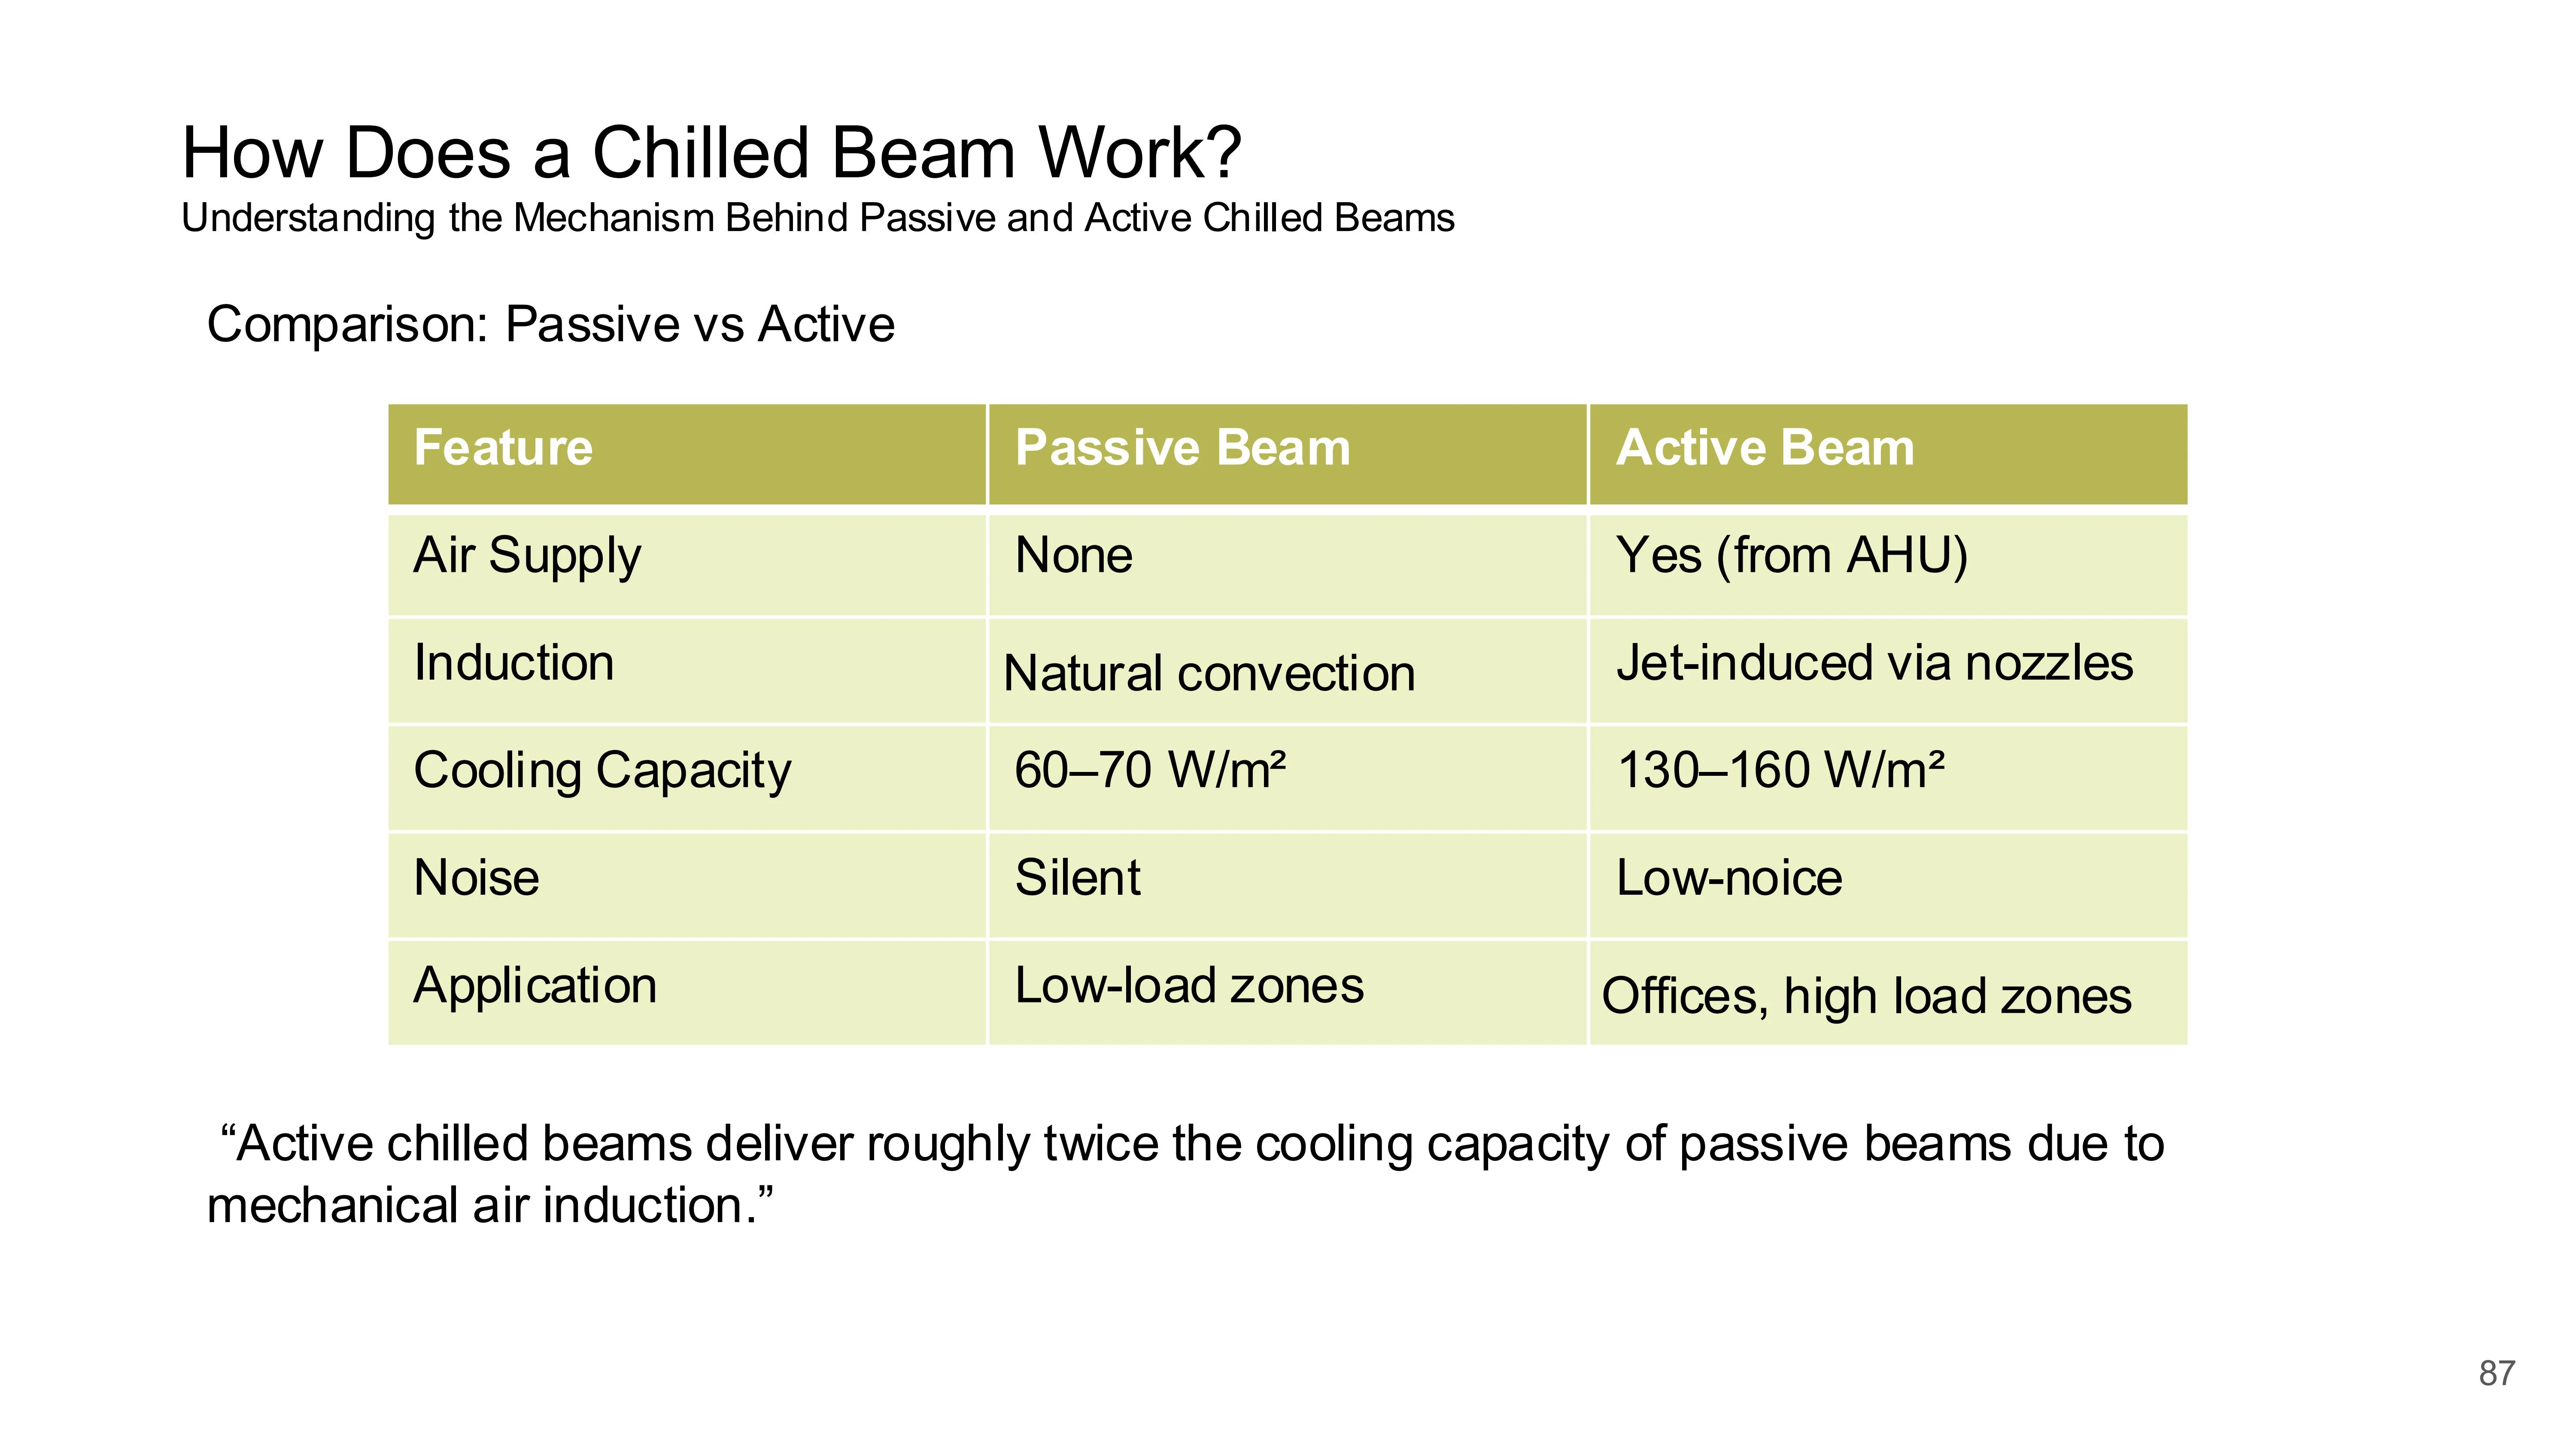 How Does a Chilled Beam Work?
Understanding the Mechanism Behind Passive and Active Chilled Beams
Comparison: Passive vs Active
Feature Passive Beam Active Beam
Air Supply None Yes (from AHU)
Induction Natural convection Jet-induced via nozzles
Cooling Capacity 60–70 W/m² 130–160 W/m²
Noise Silent Low-noice
Application Low-load zones Offices, high load zones
“Active chilled beams deliver roughly twice the cooling capacity of passive beams due to
mechanical air induction.”
87